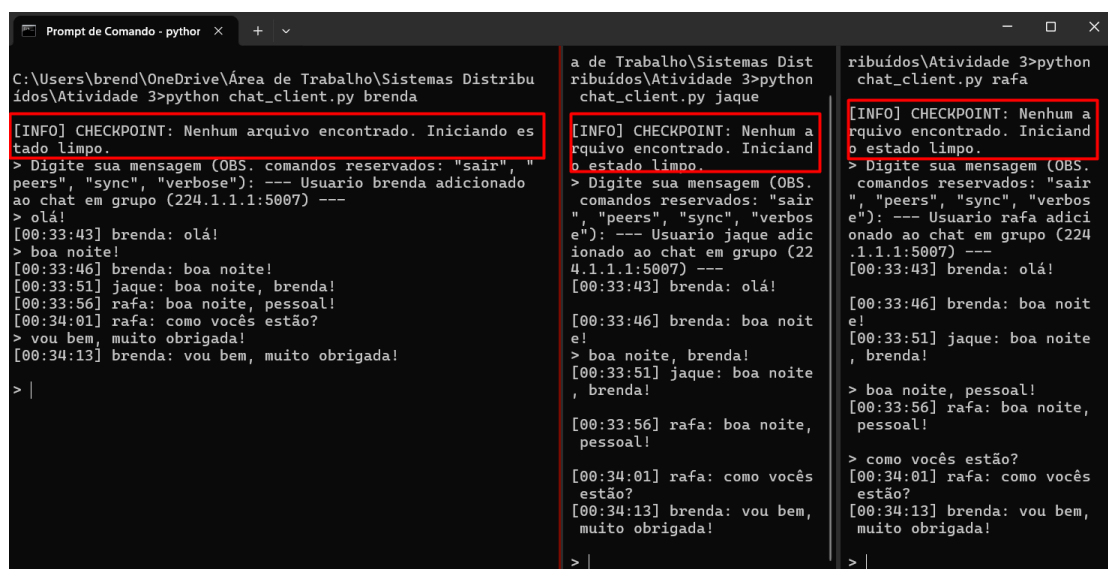 Prompt de Comando - pythor
C:\Users\brend\OneDrive\Área de Trabalho\Sistemas Distribu
ídos\Atividade 3>python chat_client.py brenda
[INFO] CHECKPOINT: Nenhum arquivo encontrado. Iniciando es
tado limpo.
> Digite sua mensagem (OBS. comandos reservados: "sair", "
peers", "sync", "verbose"): --- Usuario brenda adicionado
ao chat em grupo (224.1.1.1:5007) ---
> olá!
[00:33:43] brenda: olá!
> boa noite!
[00:33:46] brenda: boa noite!
[00:33:51] jaque: boa noite, brenda!
[00:33:56] rafa: boa noite, pessoal!
[00:34:01] rafa: como vocês estão?
> vou bem, muito obrigada!
[00:34:13] brenda: vou bem, muito obrigada!
>
a de Trabalho\Sistemas Dist
ribuídos\Atividade 3>python
chat_client.py jaque
[INFO] CHECKPOINT: Nenhum a
rquivo encontrado. Iniciand
o estado limpo.
> Digite sua mensagem (OBS.
comandos reservados: "sair
", "peers", "sync", "verbos
e"): --- Usuario jaque adic
ionado ao chat em grupo (22
4.1.1.1:5007) ---
[00:33:43] brenda: olá!
[00:33:46] brenda: boa noit
e!
> boa noite, brenda!
[00:33:51] jaque: boa noite
, brenda!
[00:33:56] rafa: boa noite,
pessoal!
[00:34:01] rafa: como vocês
estão?
[00:34:13] brenda: vou bem,
muito obrigada!
>
ribuídos\Atividade 3>python
chat_client.py rafa
[INFO] CHECKPOINT: Nenhum a
rquivo encontrado. Iniciand
o estado limpo.
> Digite sua mensagem (OBS.
comandos reservados: "sair
", "peers", "sync", "verbos
e"): --- Usuario rafa adici
onado ao chat em grupo (224
.1.1.1:5007) ---
[00:33:43] brenda: olá!
[00:33:46] brenda: boa noit
e!
[00:33:51] jaque: boa noite
, brenda!
> boa noite, pessoal!
[00:33:56] rafa: boa noite,
pessoal!
> como vocês estão?
[00:34:01] rafa: como vocês
estão?
[00:34:13] brenda: vou bem,
muito obrigada!
>